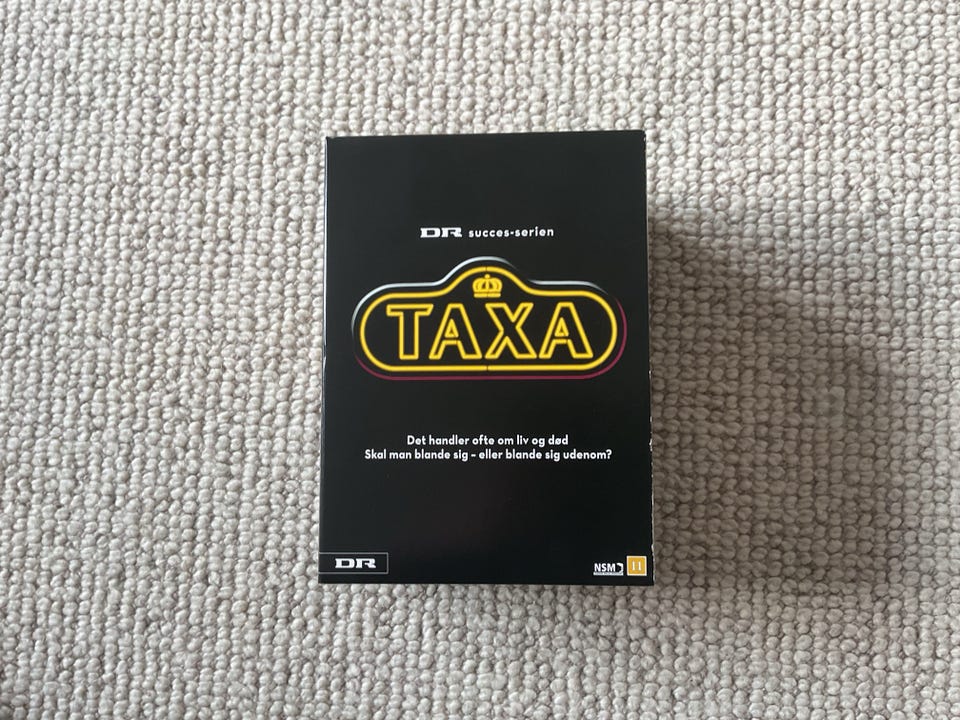 DR succes-serien
TAXA
Det handler ofte om liv og død
Skal man blande sig – eller blande sig udenom?
DR
NSM
11